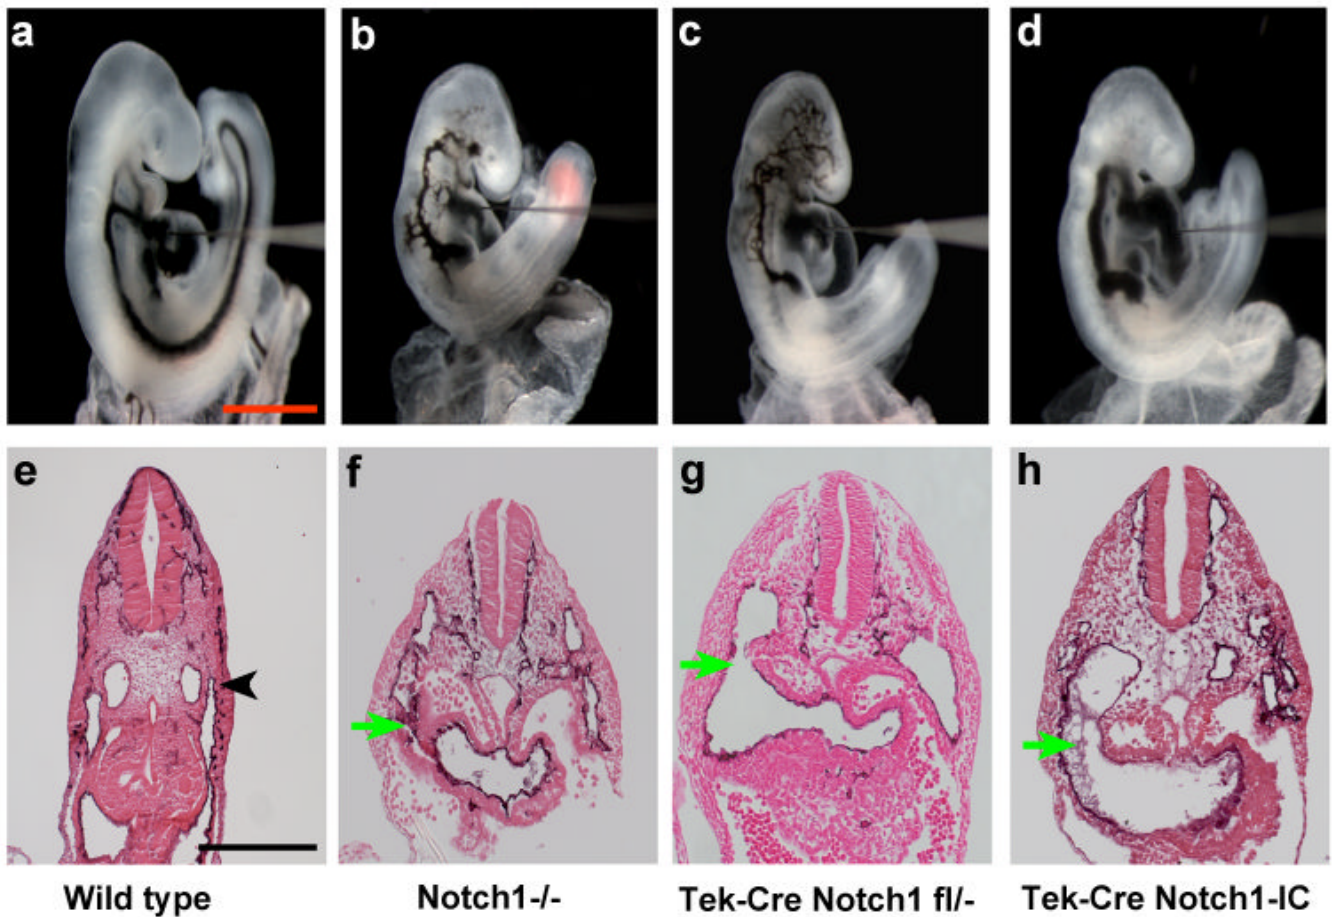 a b c d
e f g h
Wild type Notch1-/- Tek-Cre Notch1 fl/- Tek-Cre Notch1-IC